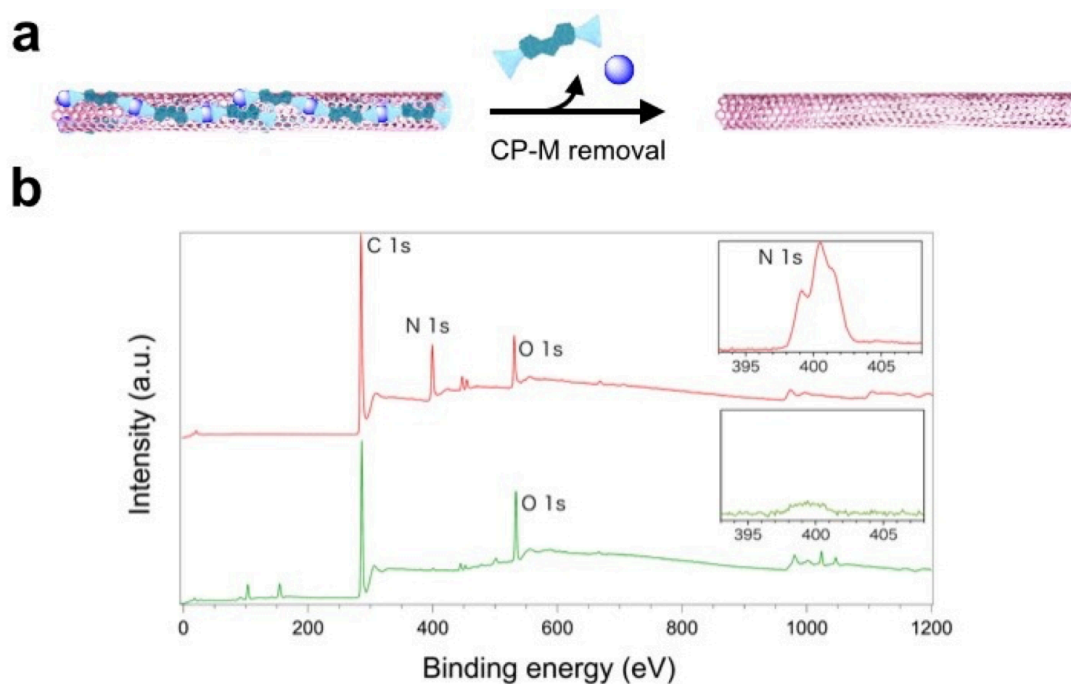 a
CP-M removal
b
C 1s
N 1s
O 1s
N 1s
395 400 405
O 1s
395 400 405
Intensity (a.u.)
0 200 400 600 800 1000 1200
Binding energy (eV)